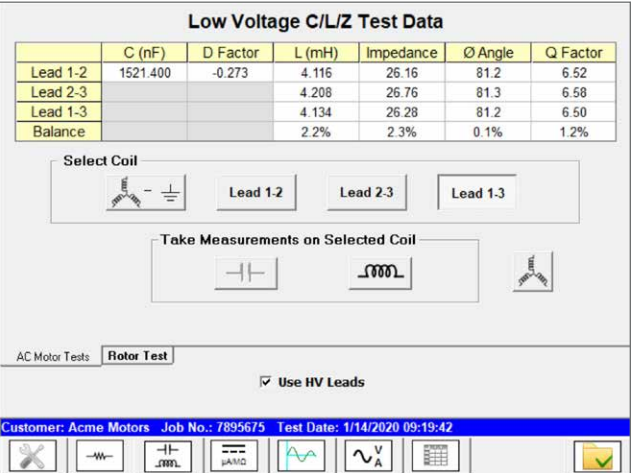 Low Voltage C/L/Z Test Data
C (nF) D Factor L (mH) Impedance Ø Angle Q Factor
Lead 1-2 1521.400 -0.273 4.116 26.16 81.2 6.52
Lead 2-3 4.208 26.76 81.3 6.58
Lead 1-3 4.134 26.28 81.2 6.50
Balance 2.2% 2.3% 0.1% 1.2%
Select Coil
Lead 1-2 Lead 2-3 Lead 1-3
Take Measurements on Selected Coil
AC Motor Tests Rotor Test
Use HV Leads
Customer: Acme Motors Job No.: 7895675 Test Date: 1/14/2020 09:19:42
µA/MΩ V A